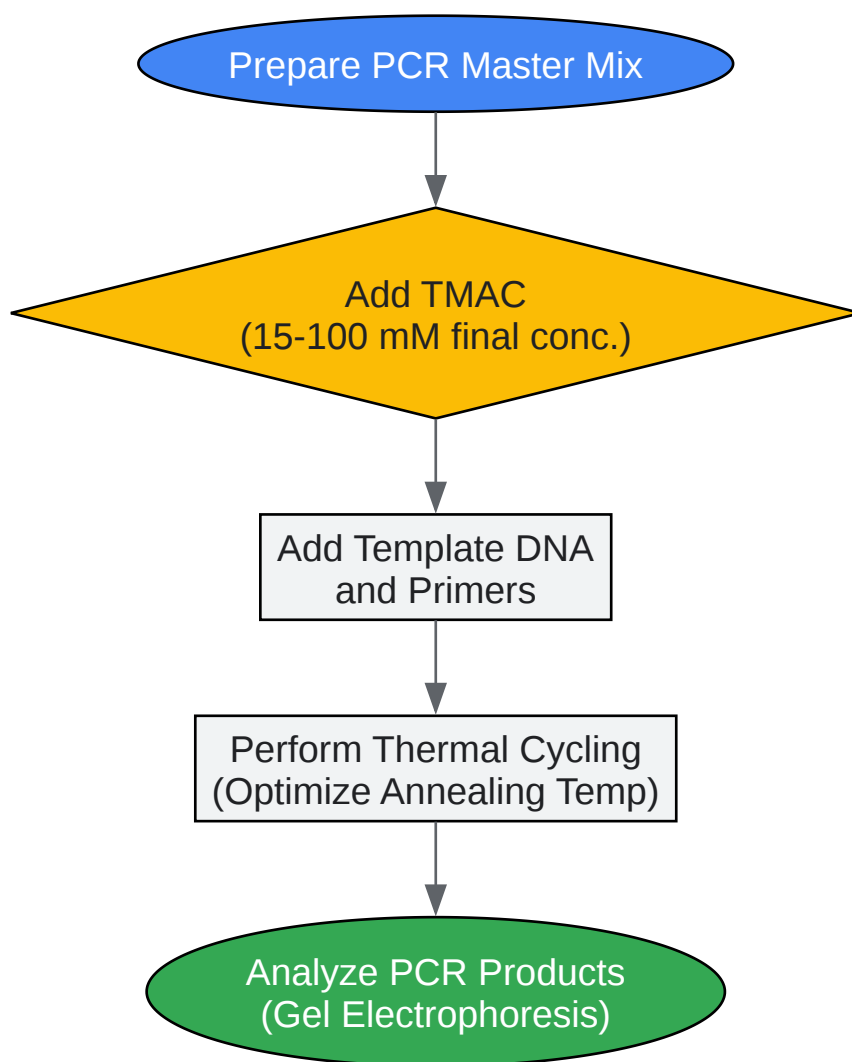 Prepare PCR Master Mix
Add TMAC
(15-100 mM final conc.)
Add Template DNA
and Primers
Perform Thermal Cycling
(Optimize Annealing Temp)
Analyze PCR Products
(Gel Electrophoresis)